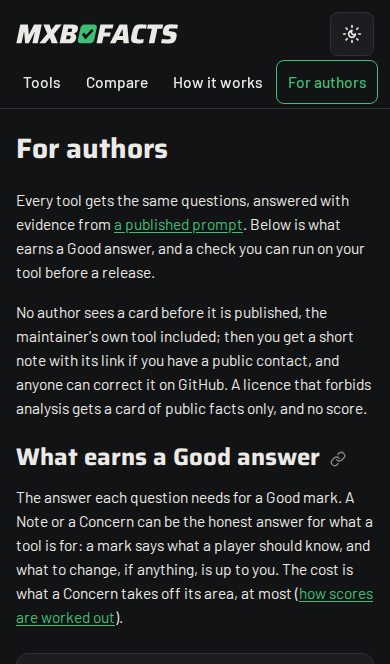 MXB FACTS
Tools Compare How it works For authors
For authors
Every tool gets the same questions, answered with
evidence from a published prompt. Below is what
earns a Good answer, and a check you can run on your
tool before a release.
No author sees a card before it is published, the
maintainer's own tool included; then you get a short
note with its link if you have a public contact, and
anyone can correct it on GitHub. A licence that forbids
analysis gets a card of public facts only, and no score.
What earns a Good answer
The answer each question needs for a Good mark. A
Note or a Concern can be the honest answer for what a
tool is for: a mark says what a player should know, and
what to change, if anything, is up to you. The cost is
what a Concern takes off its area, at most (how scores
are worked out).